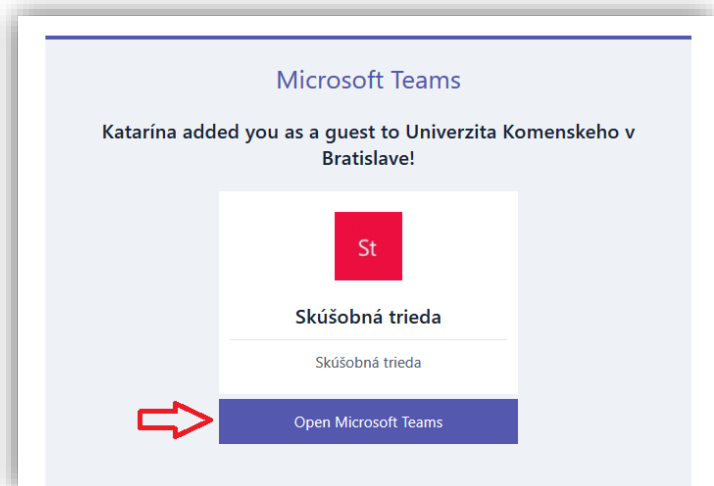 Microsoft Teams
Katarína added you as a guest to Univerzita Komenskeho v
Bratislave!
St
Skúšobná trieda
Skúšobná trieda
Open Microsoft Teams